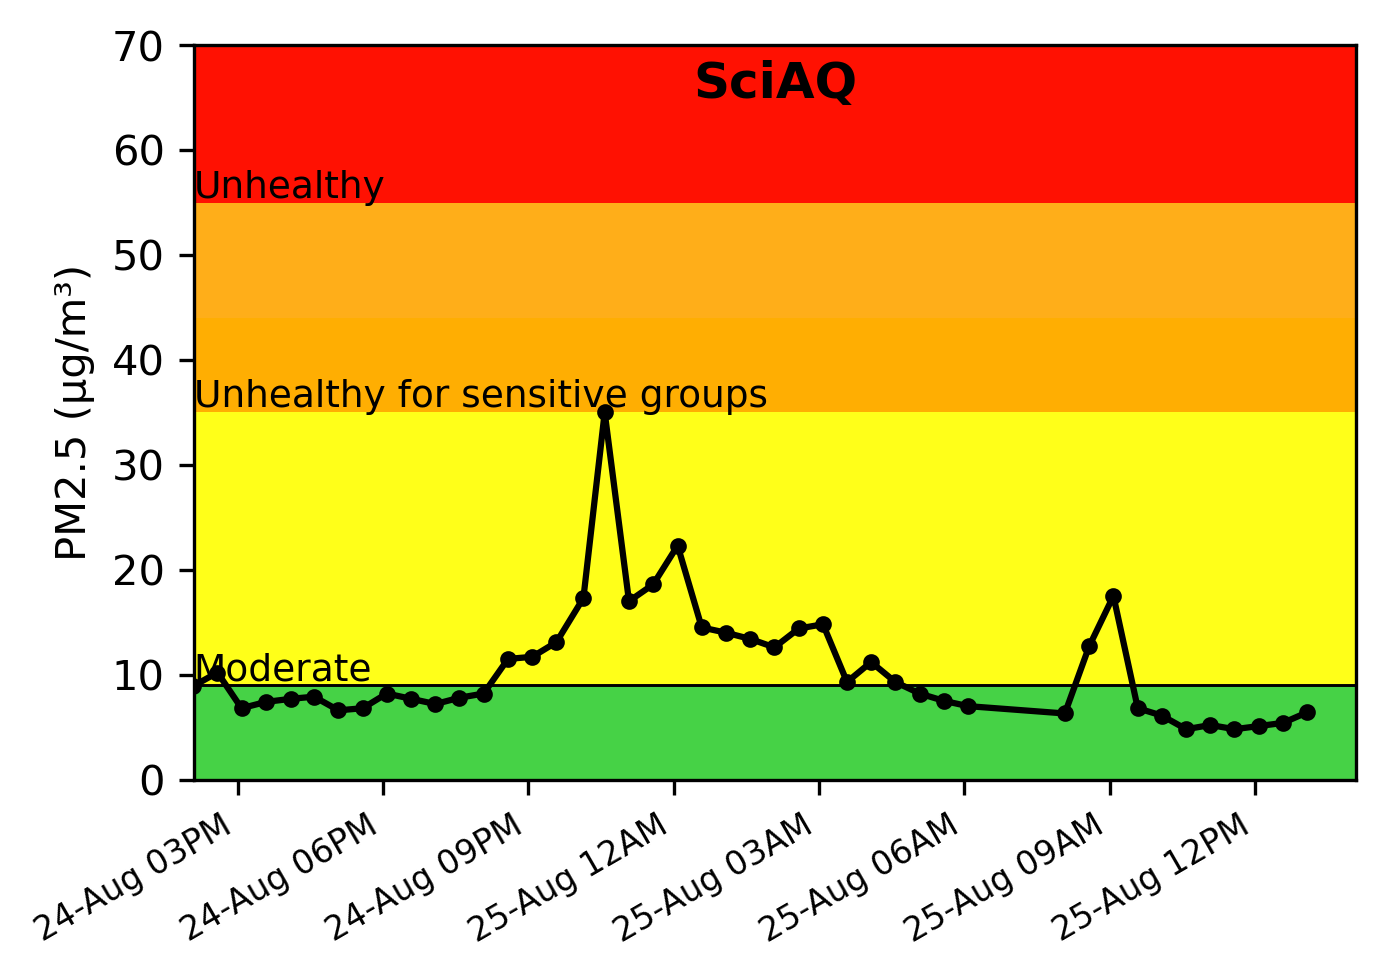 SciAQ
70
60
50
40
30
20
10
0
PM2.5 (µg/m³)
Unhealthy
Unhealthy for sensitive groups
Moderate
24-Aug 03PM
24-Aug 06PM
24-Aug 09PM
25-Aug 12AM
25-Aug 03AM
25-Aug 06AM
25-Aug 09AM
25-Aug 12PM